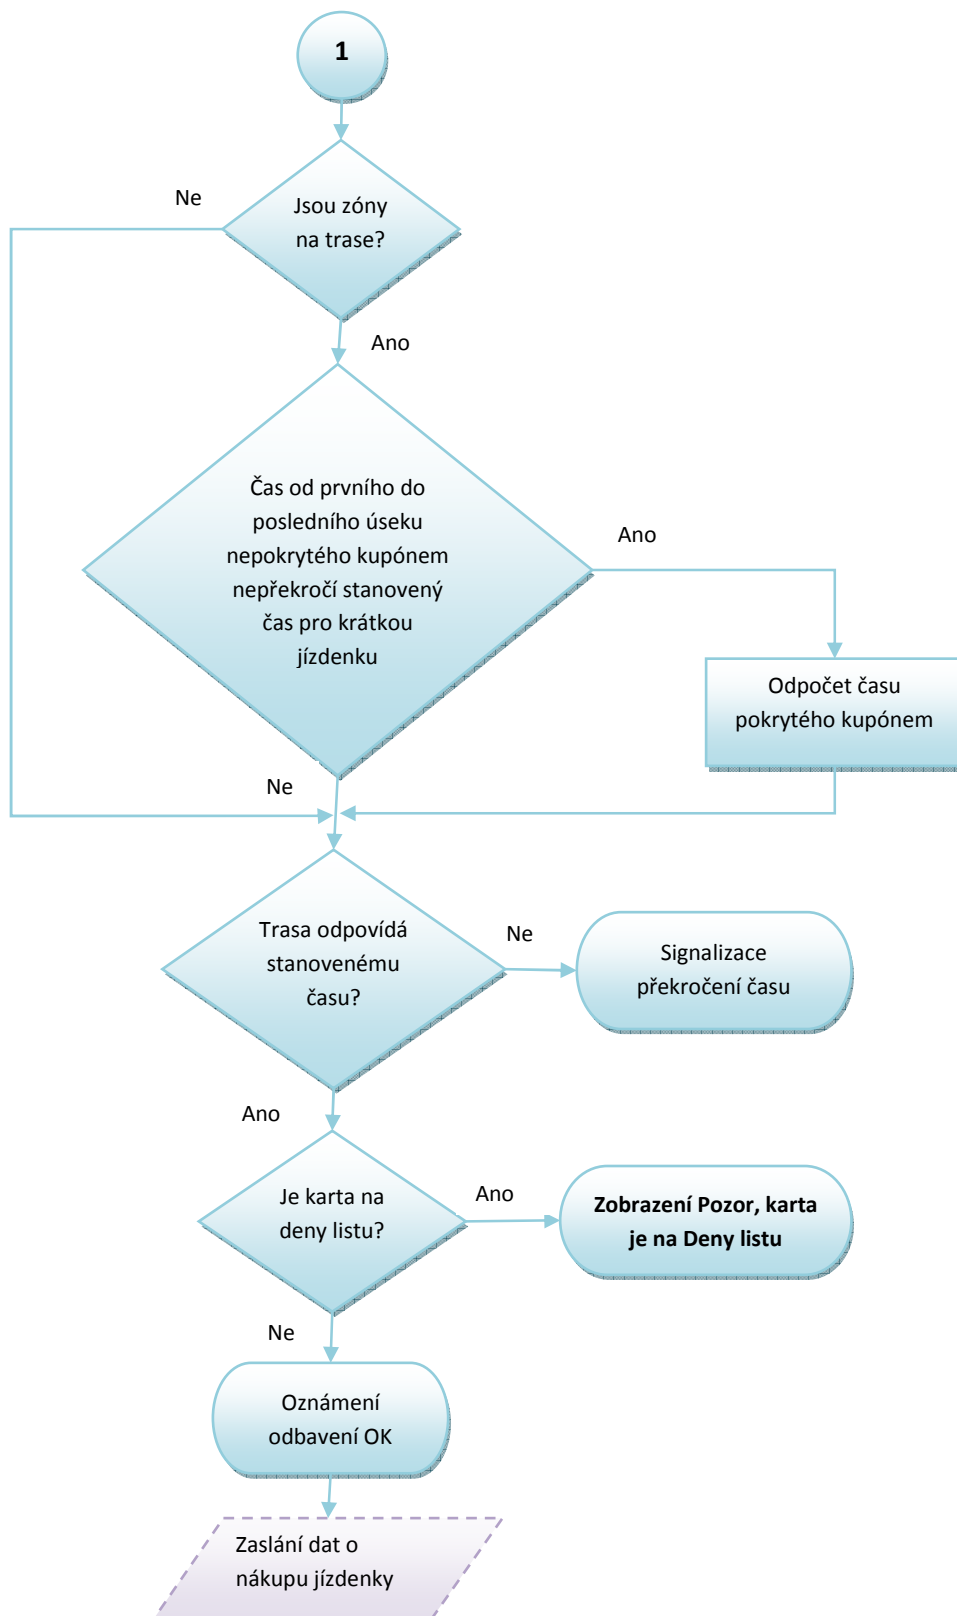 1
Ne
Jsou zóny
na trase?
Ano
Čas od prvního do
posledního úseku
nepokrytého kupónem
nepřekročí stanovený
čas pro krátkou
jízdenku
Ano
Odpočet času
pokrytého kupónem
Ne
Trasa odpovídá
stanovenému
času?
Ne
Signalizace
překročení času
Ano
Je karta na
deny listu?
Ano
Zobrazení Pozor, karta
je na Deny listu
Ne
Oznámení
odbavení OK
Zaslání dat o
nákupu jízdenky